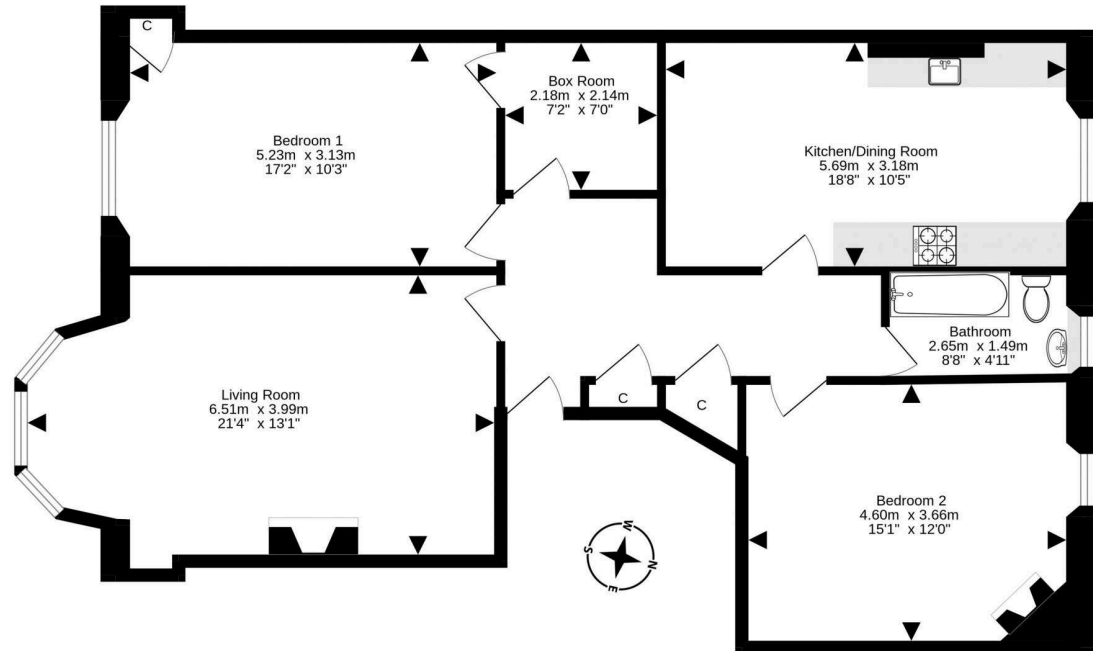 C
Bedroom 1
5.23m x 3.13m
17'2" x 10'3"
Box Room
2.18m x 2.14m
7'2" x 7'0"
Kitchen/Dining Room
5.69m x 3.18m
18'8" x 10'5"
Bathroom
2.65m x 1.49m
8'8" x 4'11"
Living Room
6.51m x 3.99m
21'4" x 13'1"
C
C
Bedroom 2
4.60m x 3.66m
15'1" x 12'0"
W
S
N
E